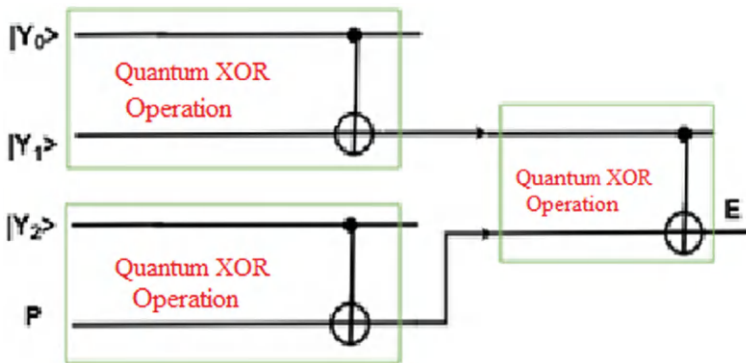 |Y₀>
Quantum XOR
Operation
|Y₁>
Quantum XOR
Operation
E
|Y₂>
Quantum XOR
Operation
P